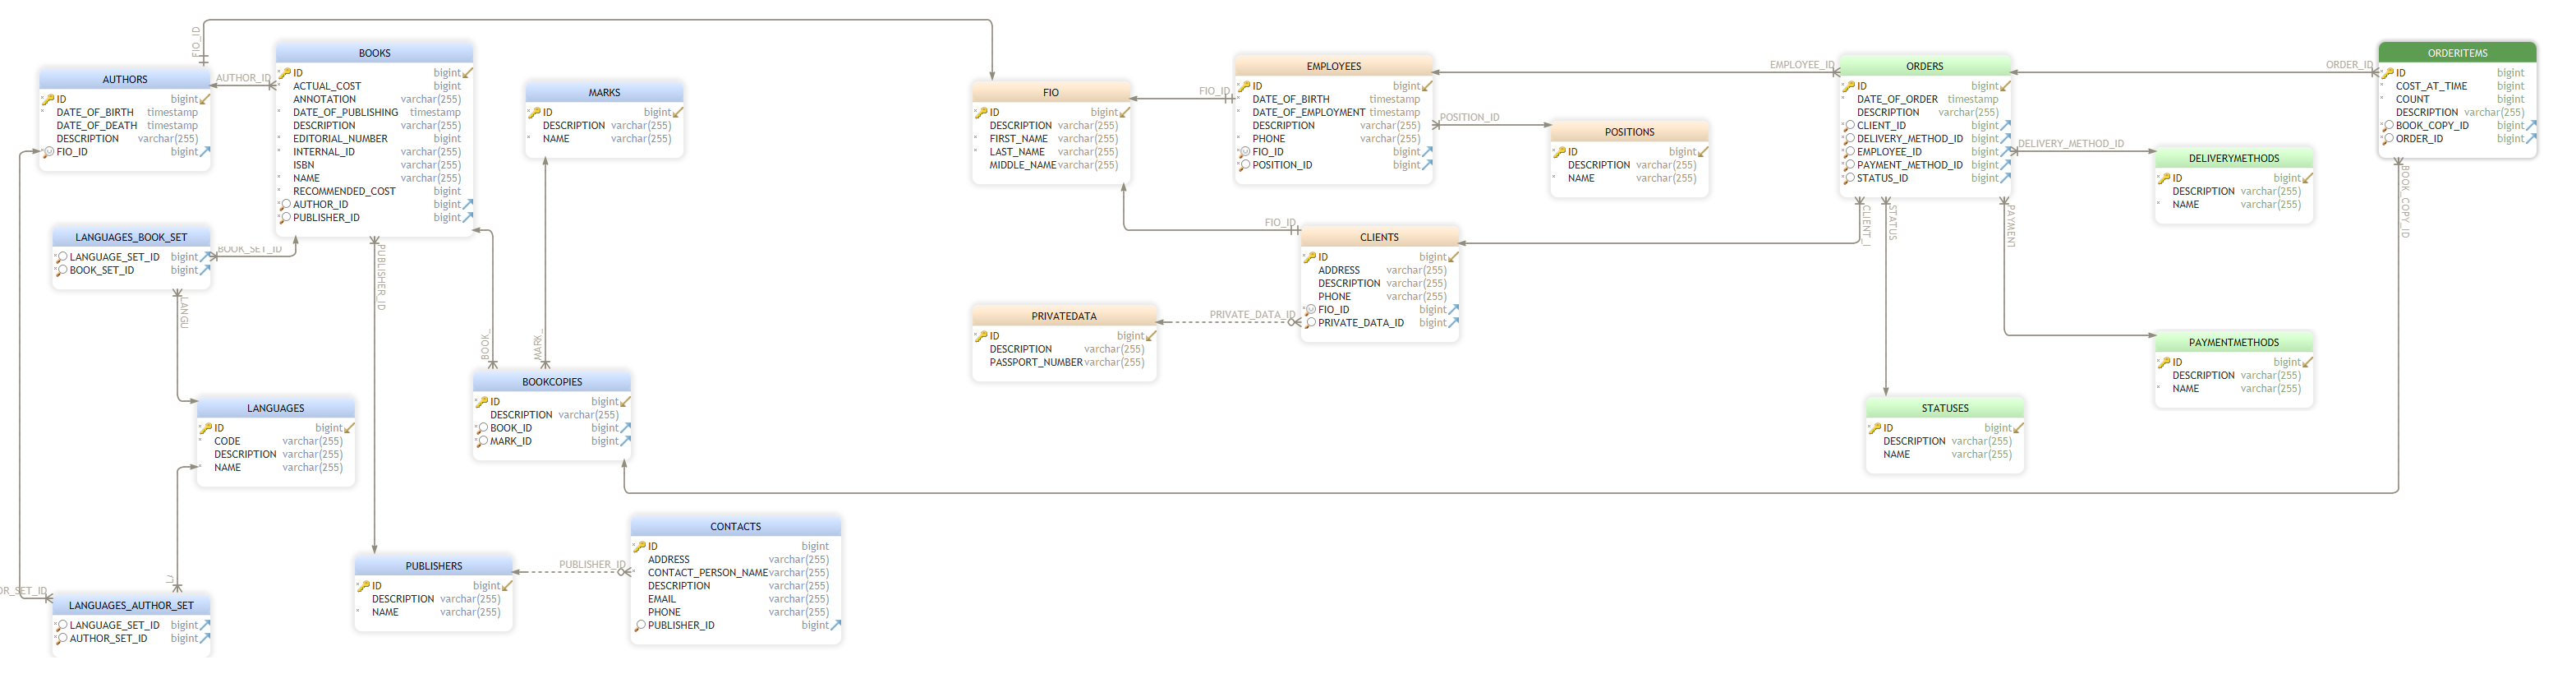 FIO_ID
AUTHORS
ID bigint
DATE_OF_BIRTH timestamp
DATE_OF_DEATH timestamp
DESCRIPTION varchar(255)
FIO_ID bigint
AUTHOR_ID
BOOKS
ID bigint
ACTUAL_COST bigint
ANNOTATION varchar(255)
DATE_OF_PUBLISHING timestamp
DESCRIPTION varchar(255)
EDITORIAL_NUMBER bigint
INTERNAL_ID varchar(255)
ISBN varchar(255)
NAME varchar(255)
RECOMMENDED_COST bigint
AUTHOR_ID bigint
PUBLISHER_ID bigint
MARKS
ID bigint
DESCRIPTION varchar(255)
NAME varchar(255)
LANGUAGES_BOOK_SET
LANGUAGE_SET_ID bigint
BOOK_SET_ID bigint
BOOK_SET_ID
LANGU
PUBLISHER_ID
BOOK_
MARK_
LANGUAGES
ID bigint
CODE varchar(255)
DESCRIPTION varchar(255)
NAME varchar(255)
BOOKCOPIES
ID bigint
DESCRIPTION varchar(255)
BOOK_ID bigint
MARK_ID bigint
OR_SET_ID
LANGUAGES_AUTHOR_SET
LANGUAGE_SET_ID bigint
AUTHOR_SET_ID bigint
PUBLISHERS
ID bigint
DESCRIPTION varchar(255)
NAME varchar(255)
PUBLISHER_ID
CONTACTS
ID bigint
ADDRESS varchar(255)
CONTACT_PERSON_NAME varchar(255)
DESCRIPTION varchar(255)
EMAIL varchar(255)
PHONE varchar(255)
PUBLISHER_ID bigint
FIO
ID bigint
DESCRIPTION varchar(255)
FIRST_NAME varchar(255)
LAST_NAME varchar(255)
MIDDLE_NAME varchar(255)
FIO_ID
EMPLOYEES
ID bigint
DATE_OF_BIRTH timestamp
DATE_OF_EMPLOYMENT timestamp
DESCRIPTION varchar(255)
PHONE varchar(255)
FIO_ID bigint
POSITION_ID bigint
POSITION_ID
POSITIONS
ID bigint
DESCRIPTION varchar(255)
NAME varchar(255)
FIO_ID
CLIENTS
ID bigint
ADDRESS varchar(255)
DESCRIPTION varchar(255)
PHONE varchar(255)
FIO_ID bigint
PRIVATE_DATA_ID bigint
PRIVATE_DATA_ID
PRIVATEDATA
ID bigint
DESCRIPTION varchar(255)
PASSPORT_NUMBER varchar(255)
EMPLOYEE_ID
ORDERS
ID bigint
DATE_OF_ORDER timestamp
DESCRIPTION varchar(255)
CLIENT_ID bigint
DELIVERY_METHOD_ID bigint
EMPLOYEE_ID bigint
PAYMENT_METHOD_ID bigint
STATUS_ID bigint
CLIENT_I
STATUS
PAYMENT
DELIVERY_METHOD_ID
DELIVERYMETHODS
ID bigint
DESCRIPTION varchar(255)
NAME varchar(255)
PAYMENTMETHODS
ID bigint
DESCRIPTION varchar(255)
NAME varchar(255)
STATUSES
ID bigint
DESCRIPTION varchar(255)
NAME varchar(255)
ORDER_ID
ORDERITEMS
ID bigint
COST_AT_TIME bigint
COUNT bigint
DESCRIPTION varchar(255)
BOOK_COPY_ID bigint
ORDER_ID bigint
BOOK_COPY_ID